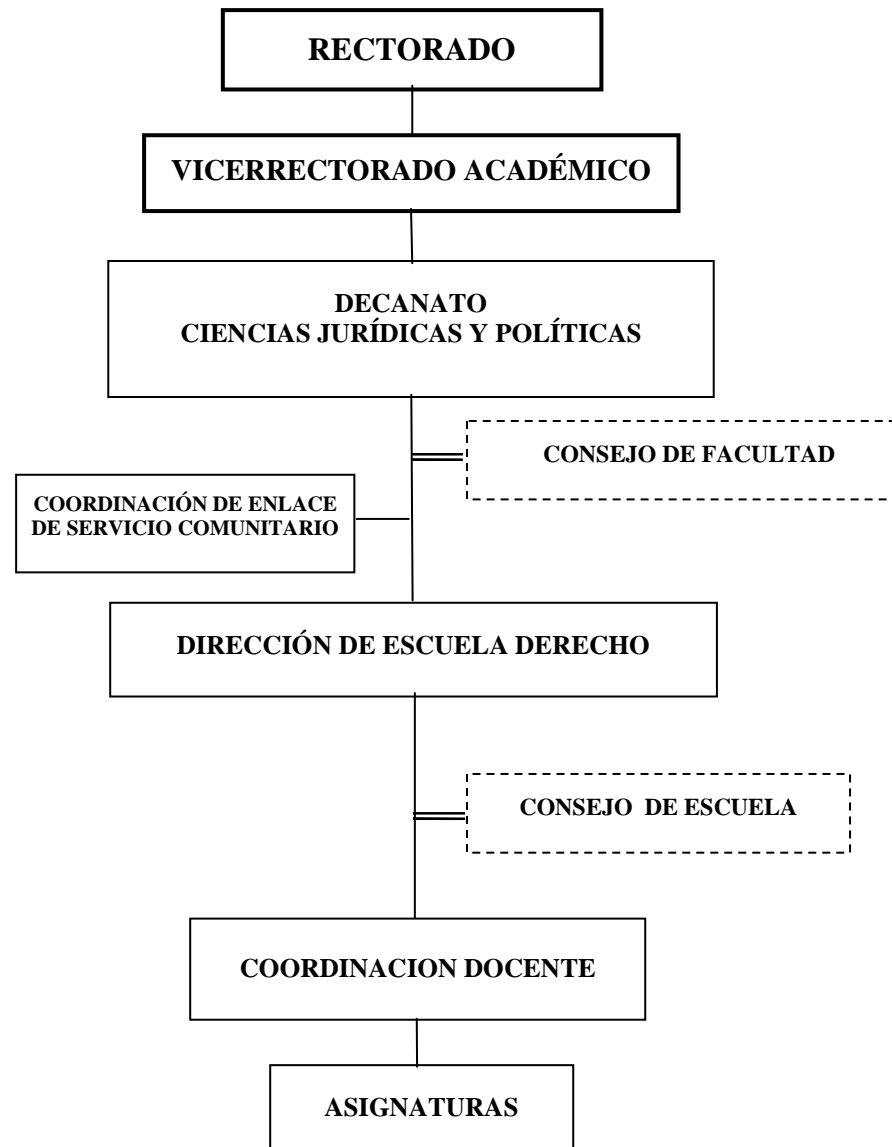 RECTORADO
VICERRECTORADO ACADÉMICO
DECANATO
CIENCIAS JURÍDICAS Y POLÍTICAS
CONSEJO DE FACULTAD
COORDINACIÓN DE ENLACE
DE SERVICIO COMUNITARIO
DIRECCIÓN DE ESCUELA DERECHO
CONSEJO DE ESCUELA
COORDINACION DOCENTE
ASIGNATURAS